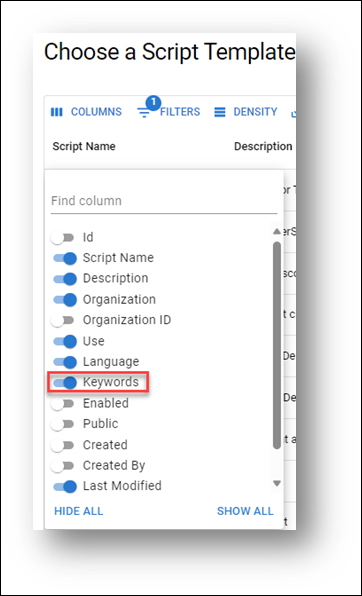 Choose a Script Template
COLUMNS 1 FILTERS DENSITY
Script Name Description
Find column
Id
Script Name
Description
Organization
Organization ID
Use
Language
Keywords
Enabled
Public
Created
Created By
Last Modified
HIDE ALL SHOW ALL